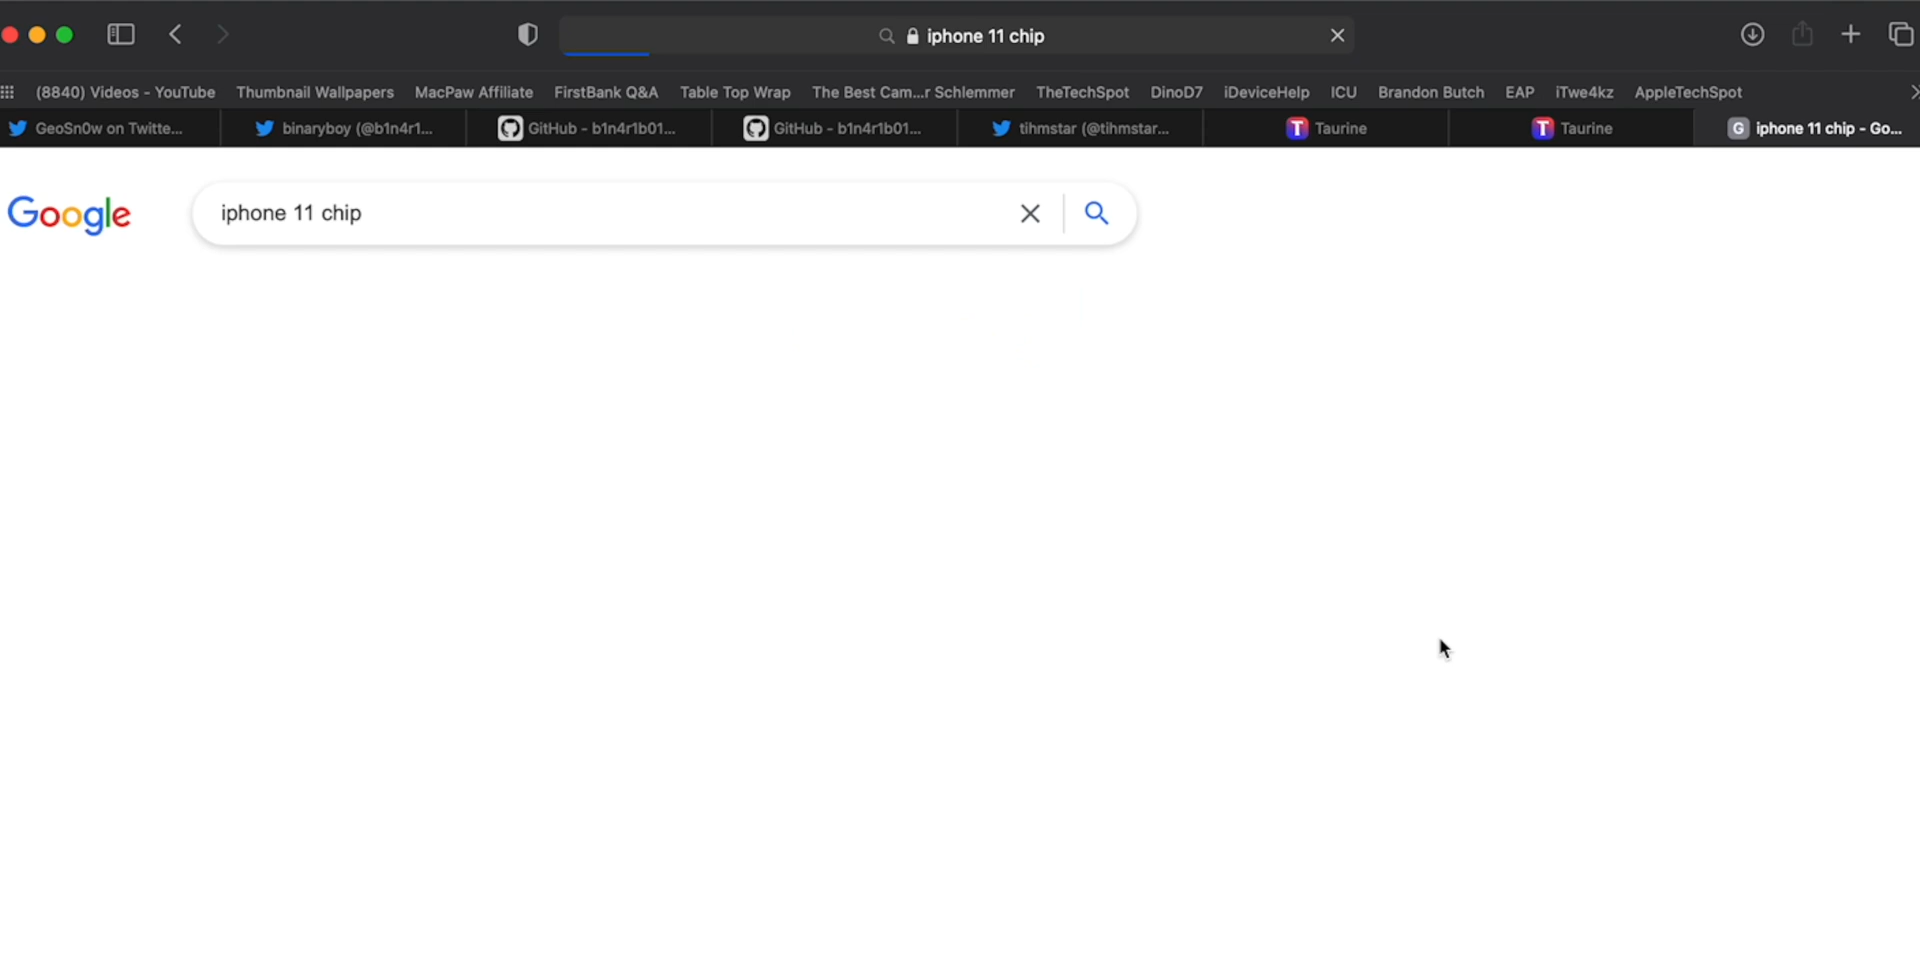 iphone 11 chip
(8840) Videos - YouTube Thumbnail Wallpapers MacPaw Affiliate FirstBank Q&A Table Top Wrap The Best Cam...r Schlemmer TheTechSpot DinoD7 iDeviceHelp ICU Brandon Butch EAP iTwe4kz AppleTechSpot
GeoSn0w on Twitte... binaryboy (@b1n4r1... GitHub - b1n4r1b01... GitHub - b1n4r1b01... tihmstar (@tihmstar... T Taurine T Taurine G iphone 11 chip - Go...
Google iphone 11 chip